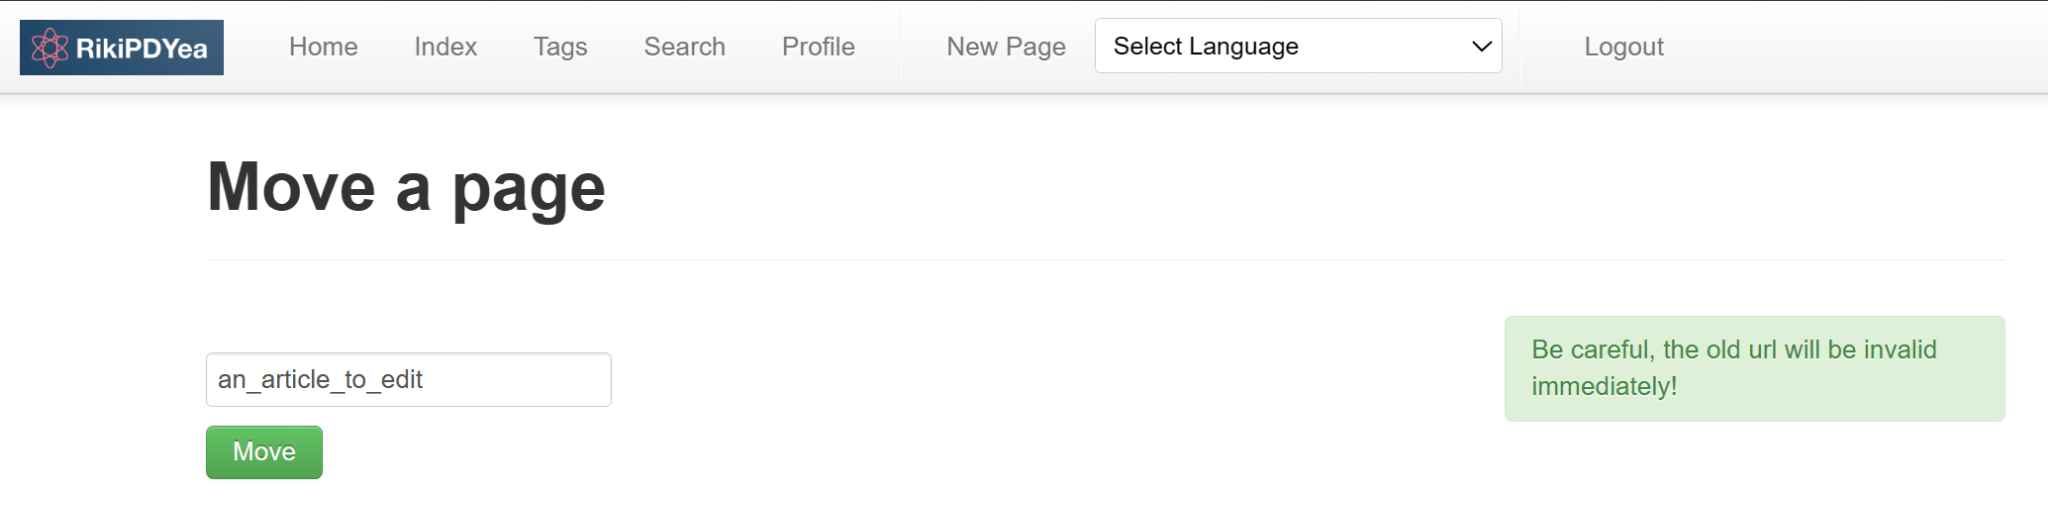 RikiPDYea Home Index Tags Search Profile New Page Select Language Logout
Move a page
Be careful, the old url will be invalid
immediately!
an_article_to_edit
Move